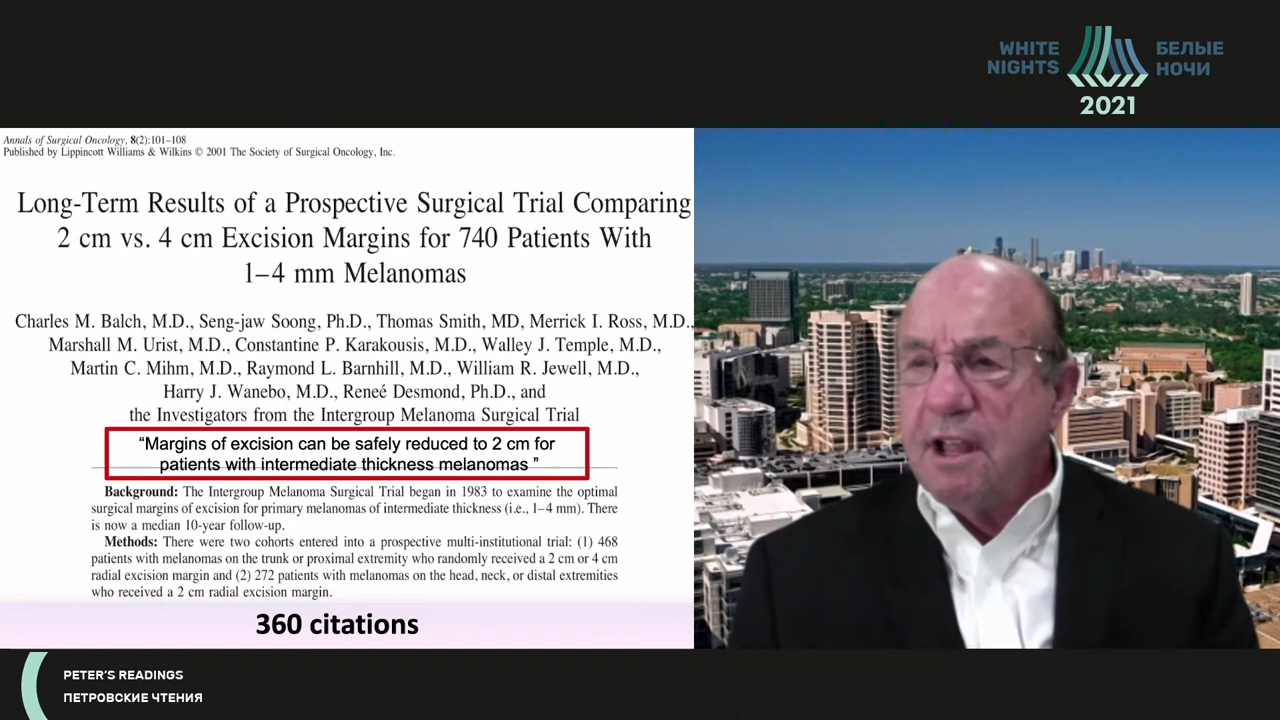 WHITE NIGHTS
БЕЛЫЕ НОЧИ
2021
Annals of Surgical Oncology, 8(2):101–108
Published by Lippincott Williams & Wilkins © 2001 The Society of Surgical Oncology, Inc.
Long-Term Results of a Prospective Surgical Trial Comparing
2 cm vs. 4 cm Excision Margins for 740 Patients With
1–4 mm Melanomas
Charles M. Balch, M.D., Seng-jaw Soong, Ph.D., Thomas Smith, MD, Merrick I. Ross, M.D.,
Marshall M. Urist, M.D., Constantine P. Karakousis, M.D., Walley J. Temple, M.D.,
Martin C. Mihm, M.D., Raymond L. Barnhill, M.D., William R. Jewell, M.D.,
Harry J. Wanebo, M.D., Reneé Desmond, Ph.D., and
the Investigators from the Intergroup Melanoma Surgical Trial
“Margins of excision can be safely reduced to 2 cm for
patients with intermediate thickness melanomas ”
Background: The Intergroup Melanoma Surgical Trial began in 1983 to examine the optimal
surgical margins of excision for primary melanomas of intermediate thickness (i.e., 1–4 mm). There
is now a median 10-year follow-up.
Methods: There were two cohorts entered into a prospective multi-institutional trial: (1) 468
patients with melanomas on the trunk or proximal extremity who randomly received a 2 cm or 4 cm
radial excision margin and (2) 272 patients with melanomas on the head, neck, or distal extremities
who received a 2 cm radial excision margin.
360 citations
PETER'S READINGS
ПЕТРОВСКИЕ ЧТЕНИЯ